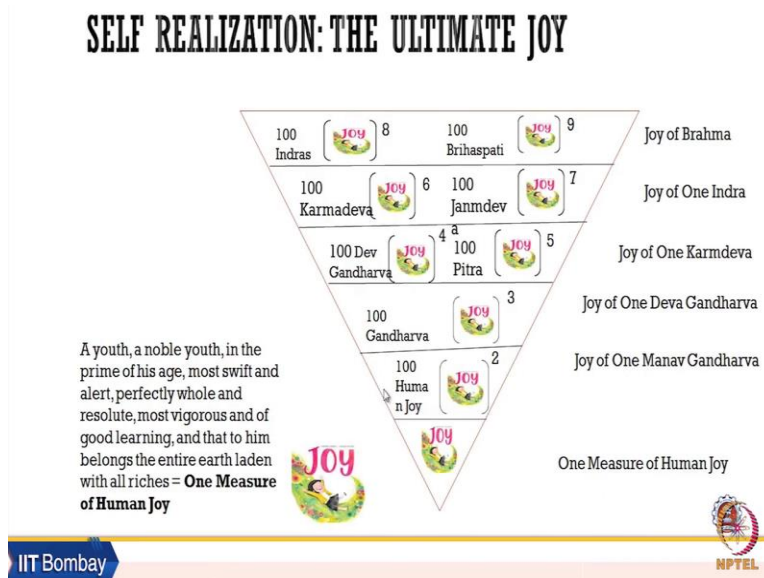 SELF REALIZATION: THE ULTIMATE JOY
100
Indras
JOY
8
100
Brihaspati
JOY
9
Joy of Brahma
100
Karmadeva
JOY
6
100
Janmdev
a
JOY
7
Joy of One Indra
100 Dev
Gandharva
JOY
4
100
Pitra
JOY
5
Joy of One Karmdeva
100
Gandharva
JOY
3
Joy of One Deva Gandharva
100
Huma
n Joy
JOY
2
Joy of One Manav Gandharva
JOY
One Measure of Human Joy
A youth, a noble youth, in the
prime of his age, most swift and
alert, perfectly whole and
resolute, most vigorous and of
good learning, and that to him
belongs the entire earth laden
with all riches = One Measure
of Human Joy
JOY
IIT Bombay
NPTEL